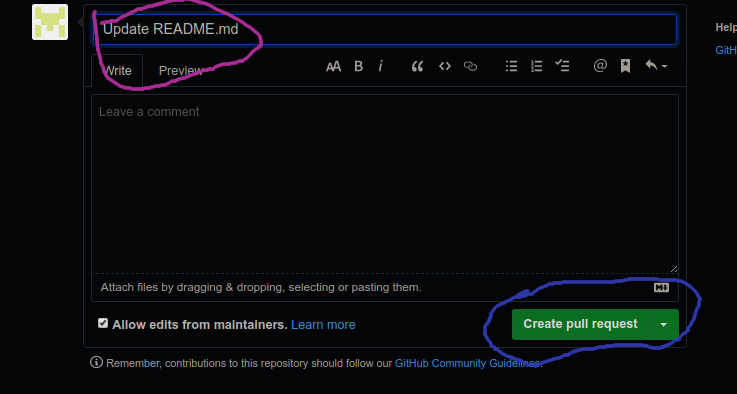 Update README.md
Help
Write Preview
GitH
Leave a comment
Attach files by dragging & dropping, selecting or pasting them.
Allow edits from maintainers. Learn more
Create pull request
Remember, contributions to this repository should follow our GitHub Community Guidelines.